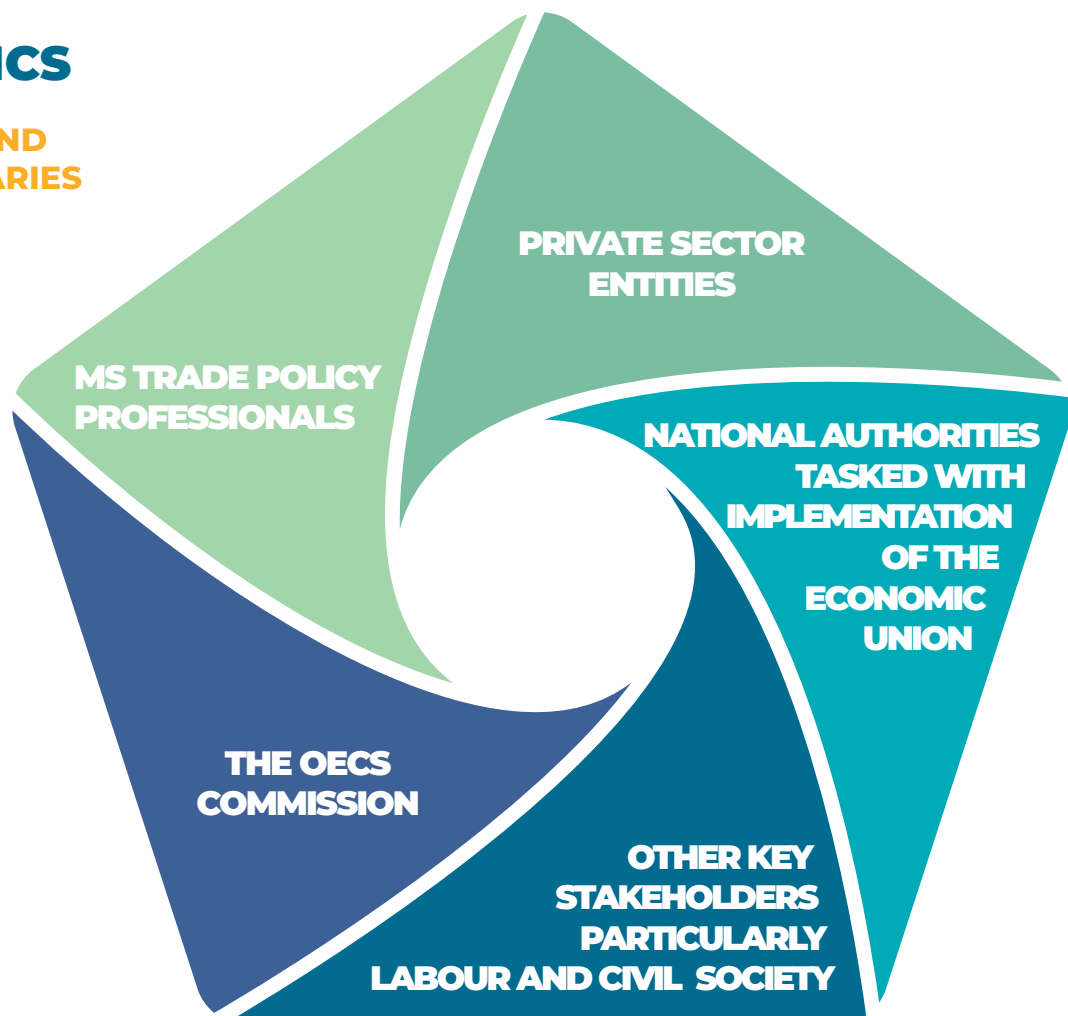 ICS
ND
ARIES
PRIVATE SECTOR
ENTITIES
MS TRADE POLICY
PROFESSIONALS
NATIONAL AUTHORITIES
TASKED WITH
IMPLEMENTATION
OF THE
ECONOMIC
UNION
THE OECS
COMMISSION
OTHER KEY
STAKEHOLDERS
PARTICULARLY
LABOUR AND CIVIL SOCIETY